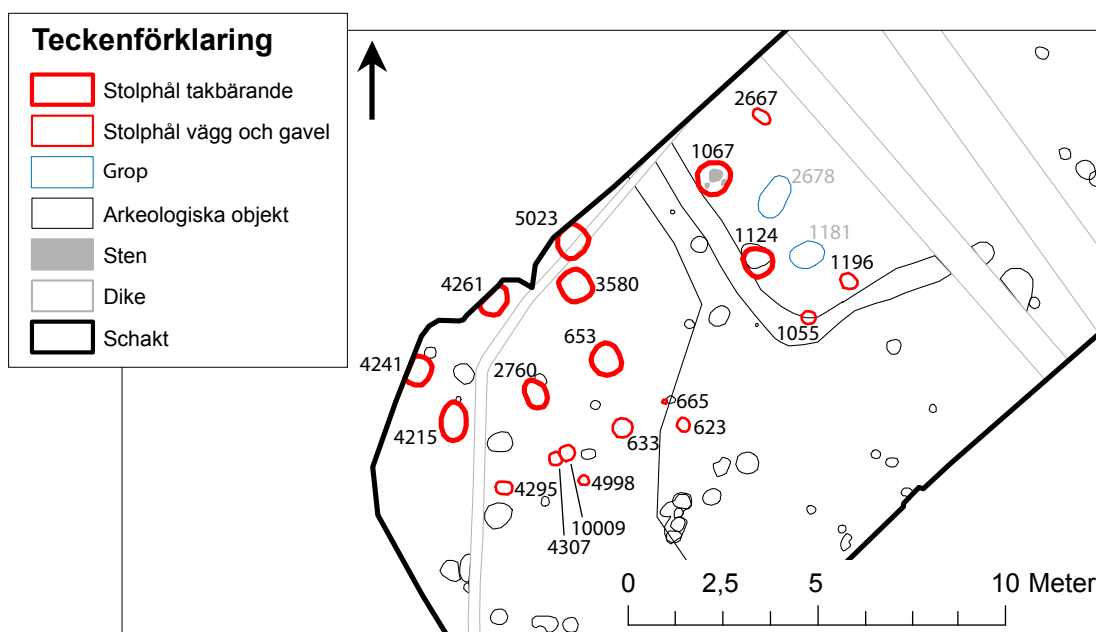 Teckenförklaring
Stolphål takbärande
Stolphål vägg och gavel
Grop
Arkeologiska objekt
Sten
Dike
Schakt
2667
1067
2678
5023
1124
1181
1196
4261
3580
1055
653
4241
2760
665
4215
633
623
4295
4998
10009
4307
0
2,5
5
10 Meter